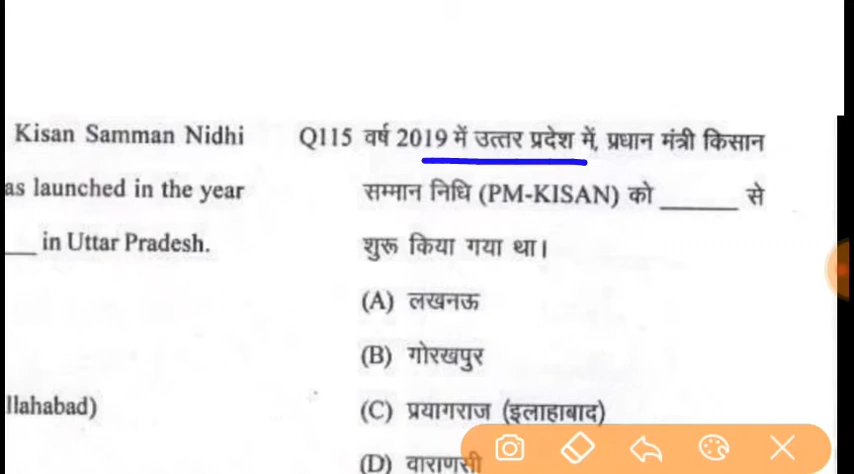 Kisan Samman Nidhi
as launched in the year
___ in Uttar Pradesh.
llahabad)
Q115 वर्ष 2019 में उत्तर प्रदेश में, प्रधान मंत्री किसान
सम्मान निधि (PM-KISAN) को ______ से
शुरू किया गया था।
(A) लखनऊ
(B) गोरखपुर
(C) प्रयागराज (इलाहाबाद)
(D) वाराणसी